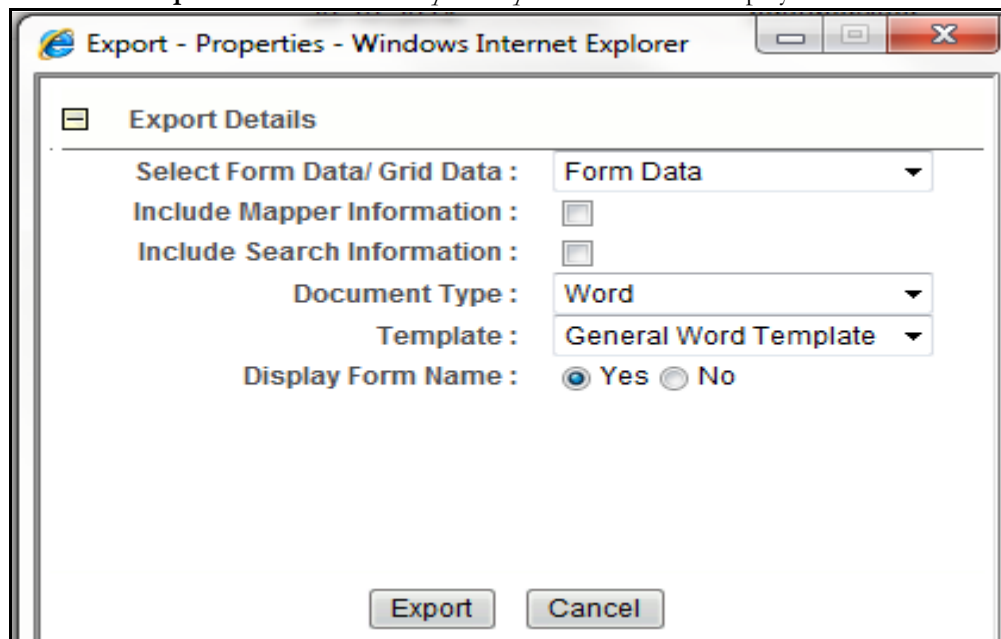 Export - Properties - Windows Internet Explorer
Export Details
Select Form Data/ Grid Data : Form Data
Include Mapper Information :
Include Search Information :
Document Type : Word
Template : General Word Template
Display Form Name : Yes No
Export Cancel